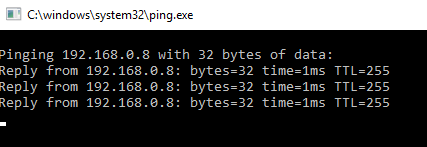 C:\windows\system32\ping.exe
Pinging 192.168.0.8 with 32 bytes of data:
Reply from 192.168.0.8: bytes=32 time=1ms TTL=255
Reply from 192.168.0.8: bytes=32 time=1ms TTL=255
Reply from 192.168.0.8: bytes=32 time=1ms TTL=255